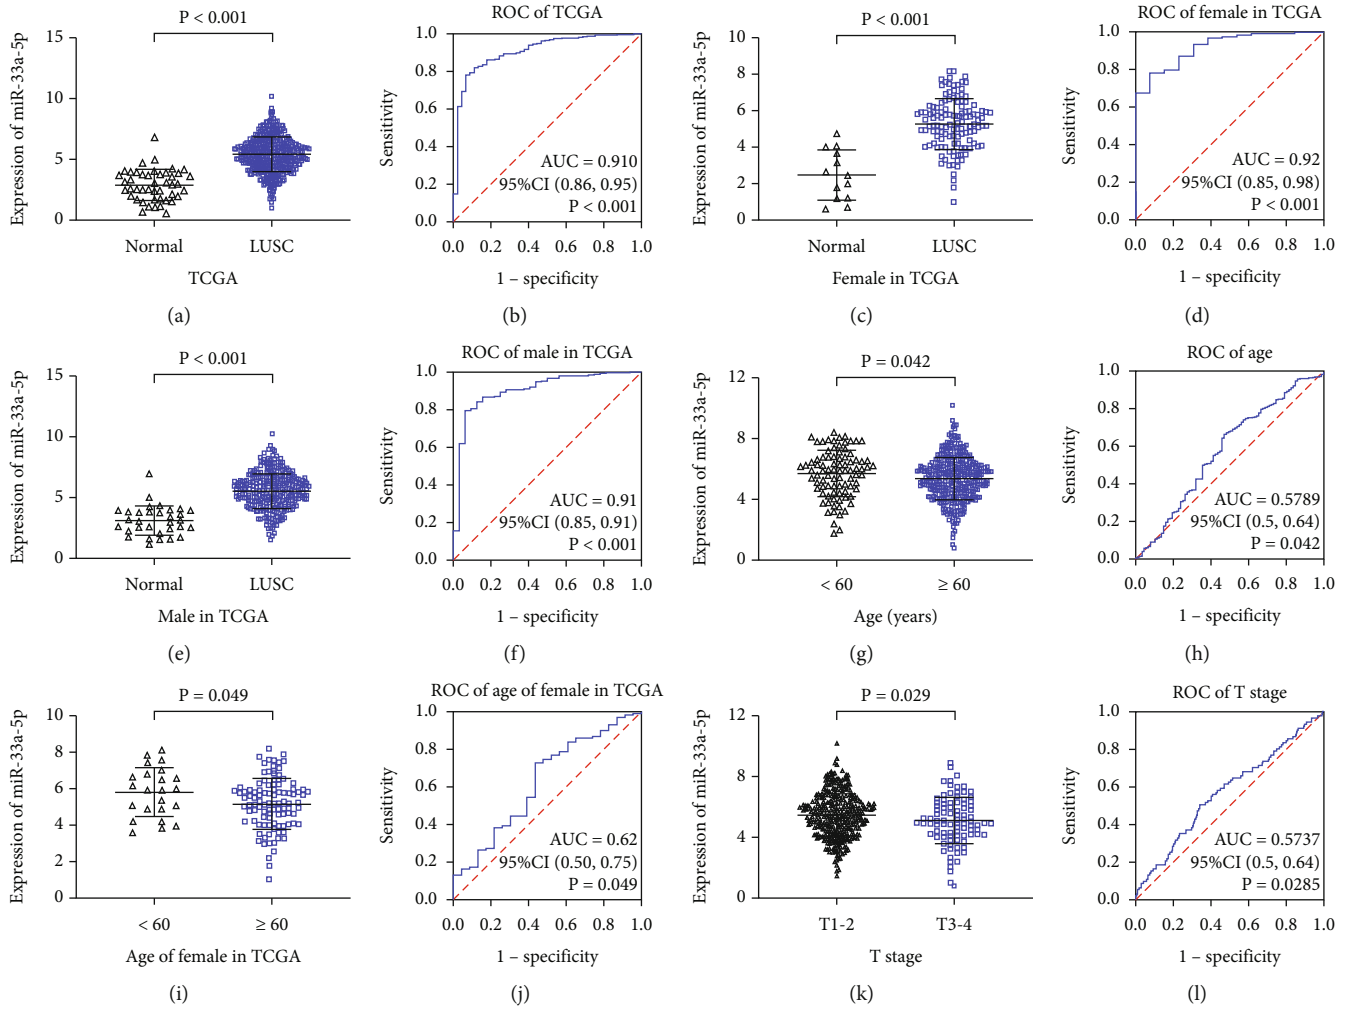 P < 0.001
Expression of miR-33a-5p
15
10
5
0
Normal LUSC
TCGA
(a)
ROC of TCGA
Sensitivity
1.0
0.8
0.6
0.4
0.2
0.0
AUC = 0.910
95%CI (0.86, 0.95)
P < 0.001
0.0 0.2 0.4 0.6 0.8 1.0
1 – specificity
(b)
P < 0.001
Expression of miR-33a-5p
10
8
6
4
2
0
Normal LUSC
Female in TCGA
(c)
ROC of female in TCGA
Sensitivity
1.0
0.8
0.6
0.4
0.2
0.0
AUC = 0.92
95%CI (0.85, 0.98)
P < 0.001
0.0 0.2 0.4 0.6 0.8 1.0
1 – specificity
(d)
P < 0.001
Expression of miR-33a-5p
15
10
5
0
Normal LUSC
Male in TCGA
(e)
ROC of male in TCGA
Sensitivity
1.0
0.8
0.6
0.4
0.2
0.0
AUC = 0.91
95%CI (0.85, 0.91)
P < 0.001
0.0 0.2 0.4 0.6 0.8 1.0
1 – specificity
(f)
P = 0.042
Expression of miR-33a-5p
12
8
4
0
< 60 ≥ 60
Age (years)
(g)
ROC of age
Sensitivity
1.0
0.8
0.6
0.4
0.2
0.0
AUC = 0.5789
95%CI (0.5, 0.64)
P = 0.042
0.0 0.2 0.4 0.6 0.8 1.0
1 – specificity
(h)
P = 0.049
Expression of miR-33a-5p
10
8
6
4
2
0
< 60 ≥ 60
Age of female in TCGA
(i)
ROC of age of female in TCGA
Sensitivity
1.0
0.8
0.6
0.4
0.2
0.0
AUC = 0.62
95%CI (0.50, 0.75)
P = 0.049
0.0 0.2 0.4 0.6 0.8 1.0
1 – specificity
(j)
P = 0.029
Expression of miR-33a-5p
12
8
4
0
T1-2 T3-4
T stage
(k)
ROC of T stage
Sensitivity
1.0
0.8
0.6
0.4
0.2
0.0
AUC = 0.5737
95%CI (0.5, 0.64)
P = 0.0285
0.0 0.2 0.4 0.6 0.8 1.0
1 – specificity
(l)